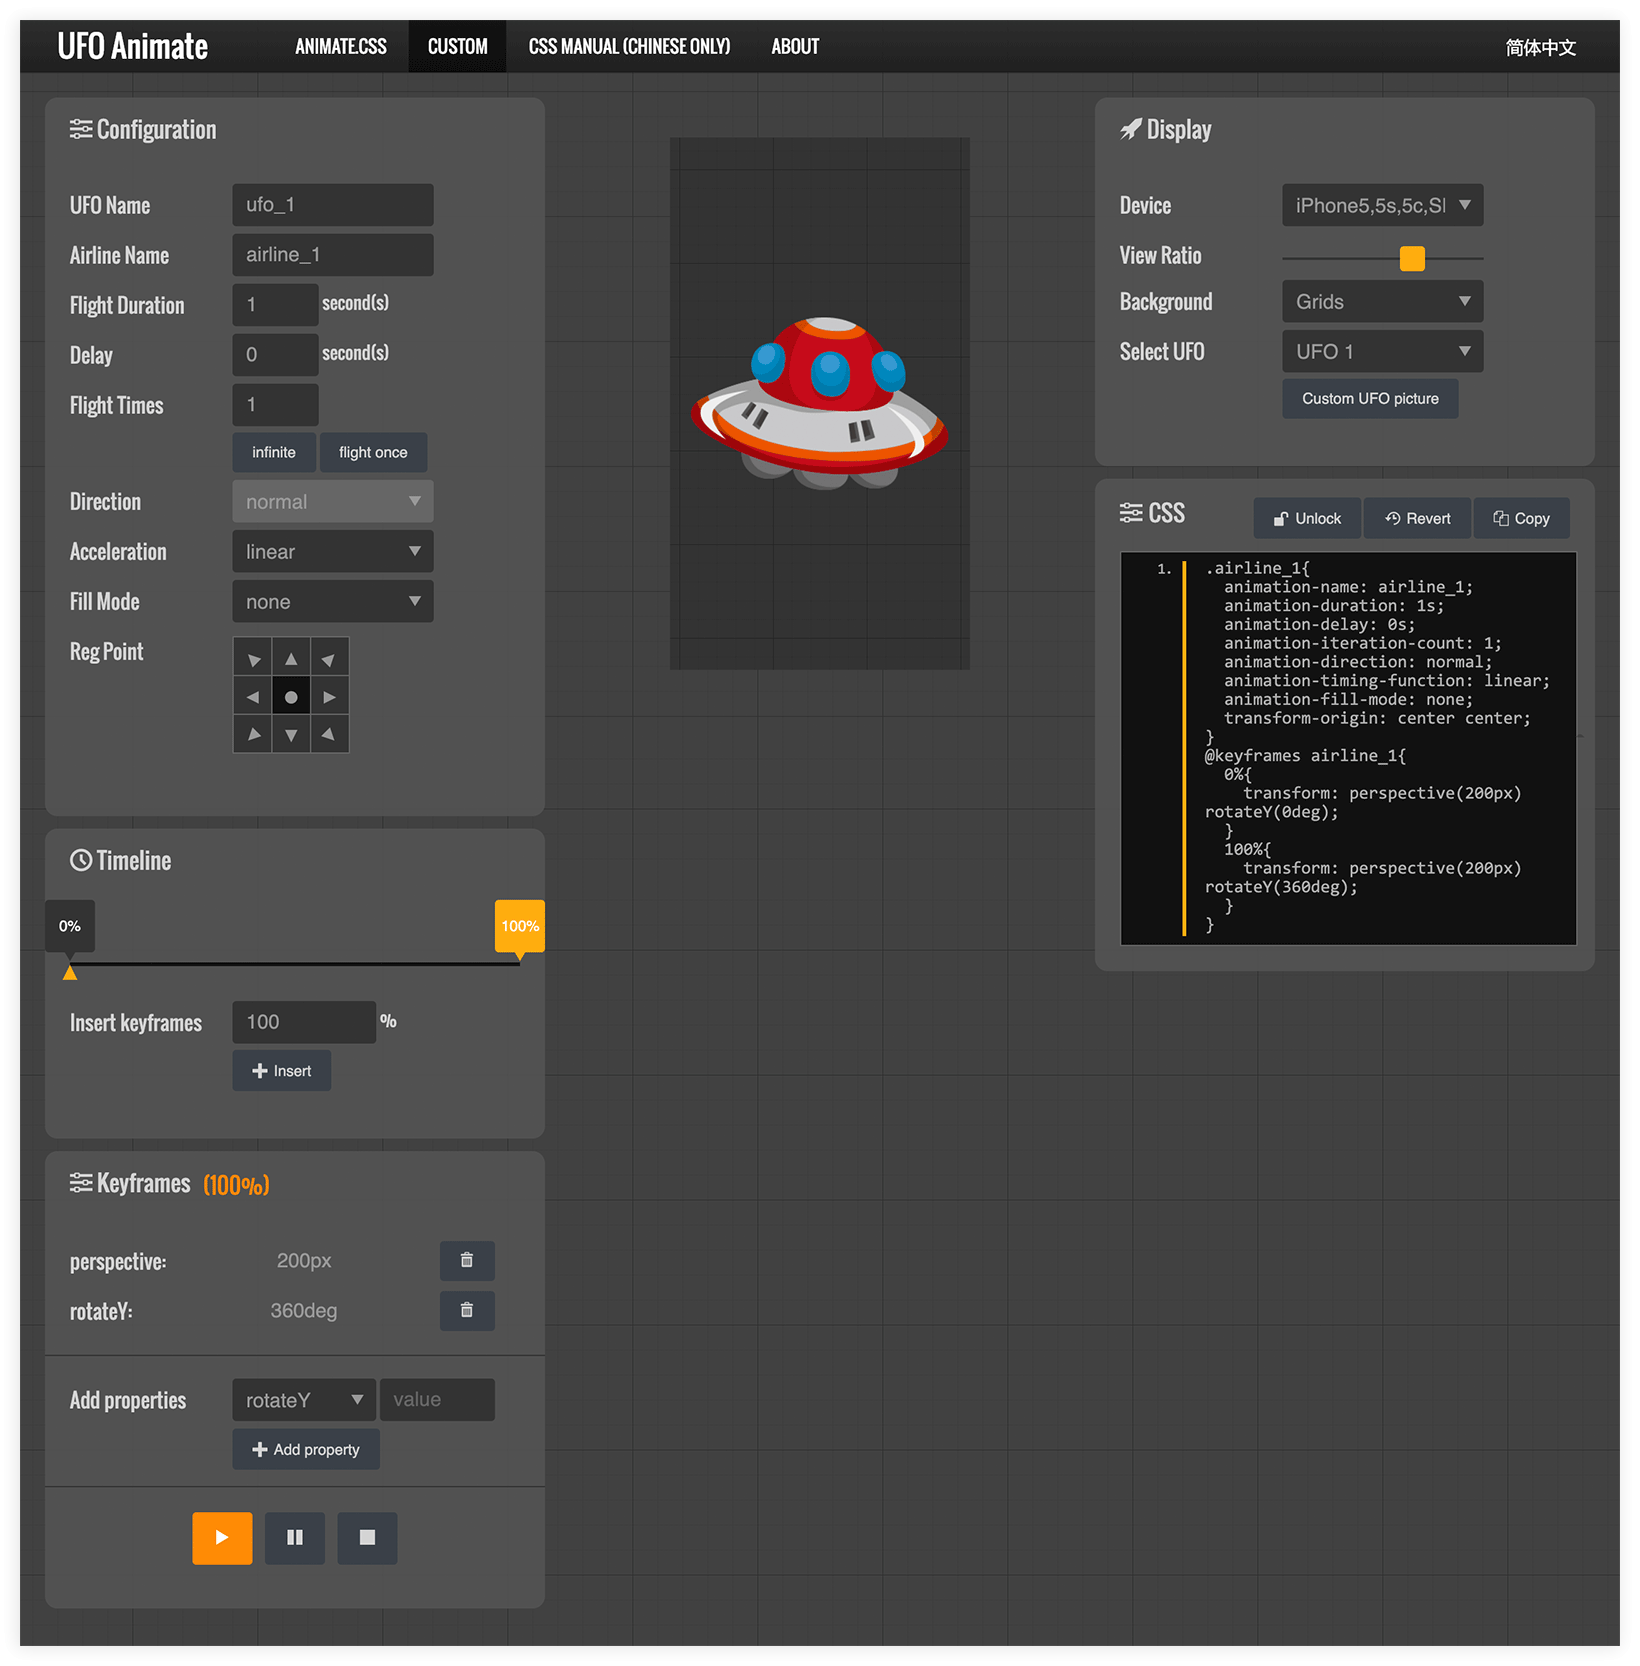 UFO Animate
ANIMATE.CSS
CUSTOM
CSS MANUAL (CHINESE ONLY)
ABOUT
简体中文
Configuration
UFO Name
ufo_1
Airline Name
airline_1
Flight Duration
1
second(s)
Delay
0
second(s)
Flight Times
1
infinite
flight once
Direction
normal
Acceleration
linear
Fill Mode
none
Reg Point
Timeline
0%
100%
Insert keyframes
100
%
Insert
Keyframes (100%)
perspective:
200px
rotateY:
360deg
Add properties
rotateY
value
Add property
Display
Device
iPhone5,5s,5c,SI
View Ratio
Background
Grids
Select UFO
UFO 1
Custom UFO picture
CSS
Unlock
Revert
Copy
1.
.airline_1{
animation-name: airline_1;
animation-duration: 1s;
animation-delay: 0s;
animation-iteration-count: 1;
animation-direction: normal;
animation-timing-function: linear;
animation-fill-mode: none;
transform-origin: center center;
}
@keyframes airline_1{
0%{
transform: perspective(200px)
rotateY(0deg);
}
100%{
transform: perspective(200px)
rotateY(360deg);
}
}